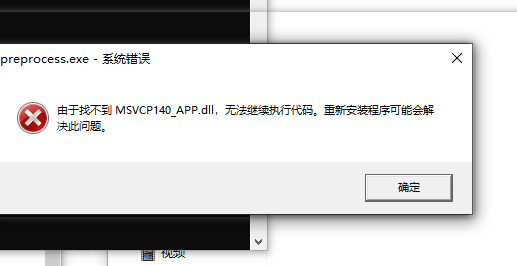 preprocess.exe - 系统错误
由于找不到 MSVCP140_APP.dll，无法继续执行代码。重新安装程序可能会解
决此问题。
确定
视频